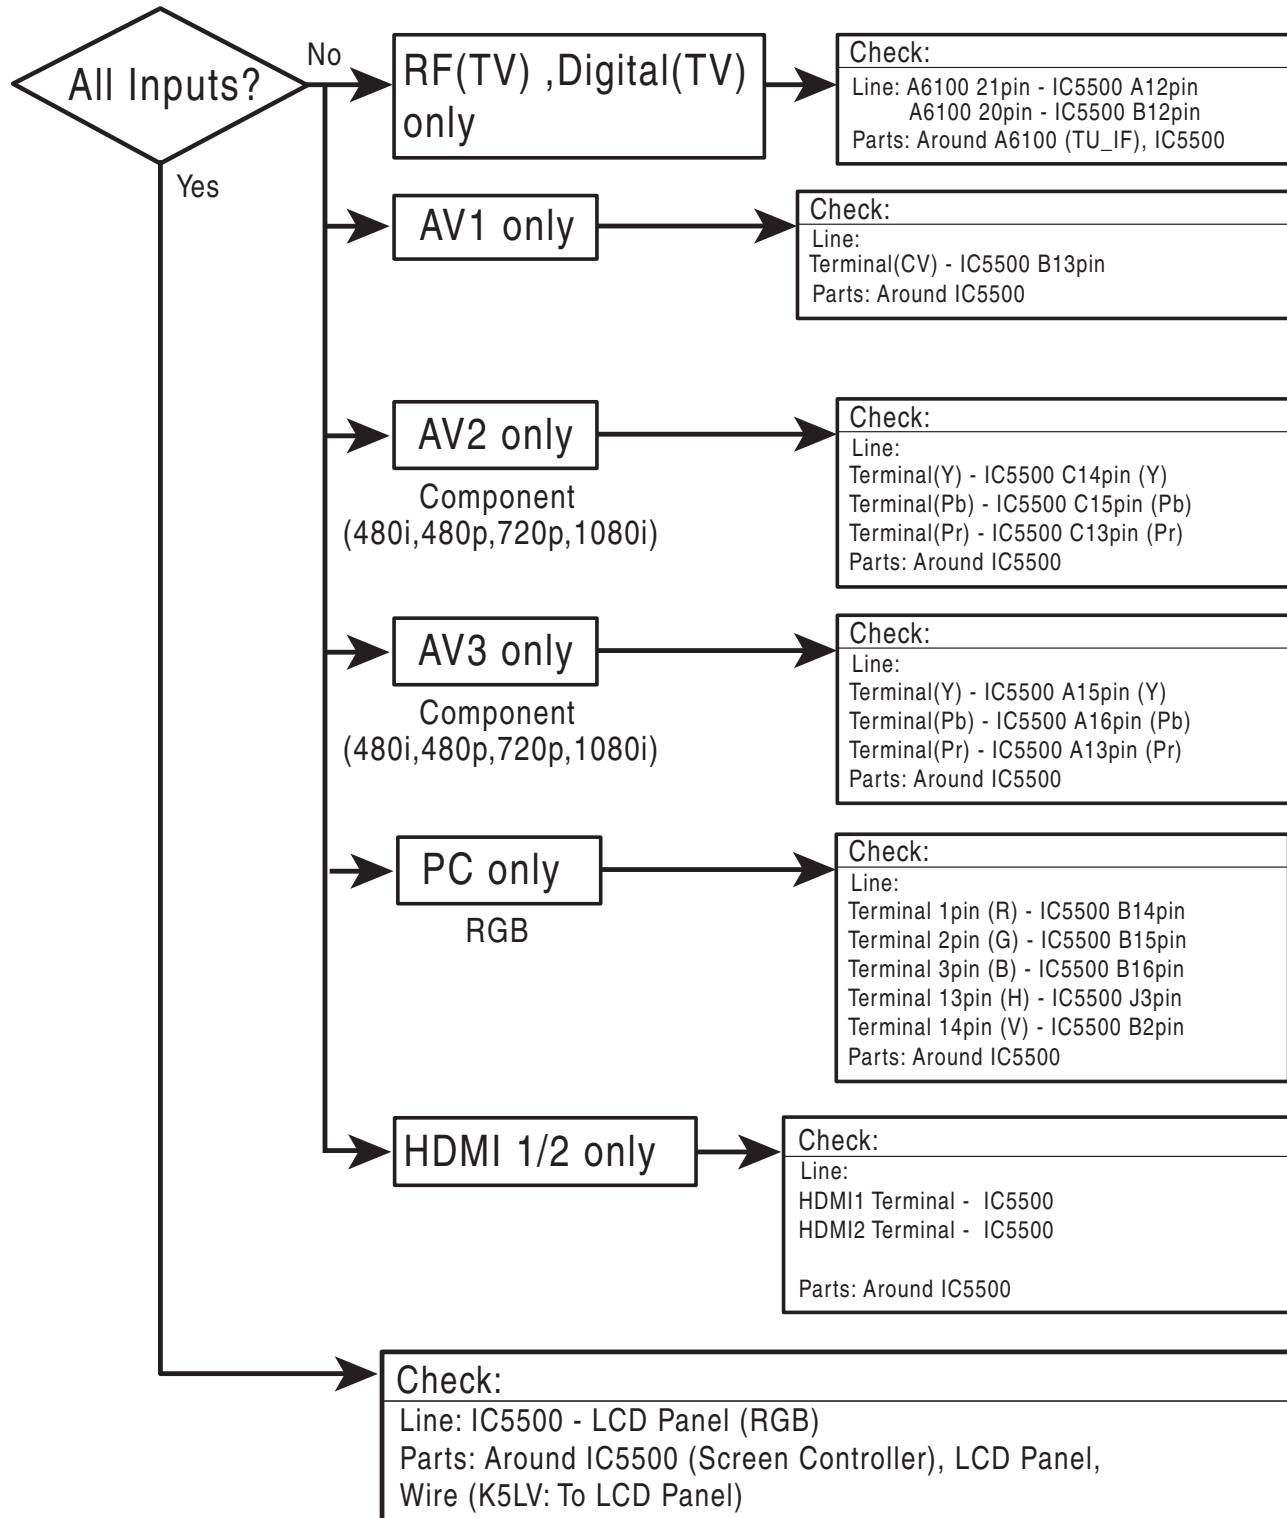 All Inputs?
No
Yes
RF(TV) ,Digital(TV)
only
Check:
Line: A6100 21pin - IC5500 A12pin
A6100 20pin - IC5500 B12pin
Parts: Around A6100 (TU_IF), IC5500
AV1 only
Check:
Line:
Terminal(CV) - IC5500 B13pin
Parts: Around IC5500
AV2 only
Component
(480i,480p,720p,1080i)
Check:
Line:
Terminal(Y) - IC5500 C14pin (Y)
Terminal(Pb) - IC5500 C15pin (Pb)
Terminal(Pr) - IC5500 C13pin (Pr)
Parts: Around IC5500
AV3 only
Component
(480i,480p,720p,1080i)
Check:
Line:
Terminal(Y) - IC5500 A15pin (Y)
Terminal(Pb) - IC5500 A16pin (Pb)
Terminal(Pr) - IC5500 A13pin (Pr)
Parts: Around IC5500
PC only
RGB
Check:
Line:
Terminal 1pin (R) - IC5500 B14pin
Terminal 2pin (G) - IC5500 B15pin
Terminal 3pin (B) - IC5500 B16pin
Terminal 13pin (H) - IC5500 J3pin
Terminal 14pin (V) - IC5500 B2pin
Parts: Around IC5500
HDMI 1/2 only
Check:
Line:
HDMI1 Terminal - IC5500
HDMI2 Terminal - IC5500
Parts: Around IC5500
Check:
Line: IC5500 - LCD Panel (RGB)
Parts: Around IC5500 (Screen Controller), LCD Panel,
Wire (K5LV: To LCD Panel)